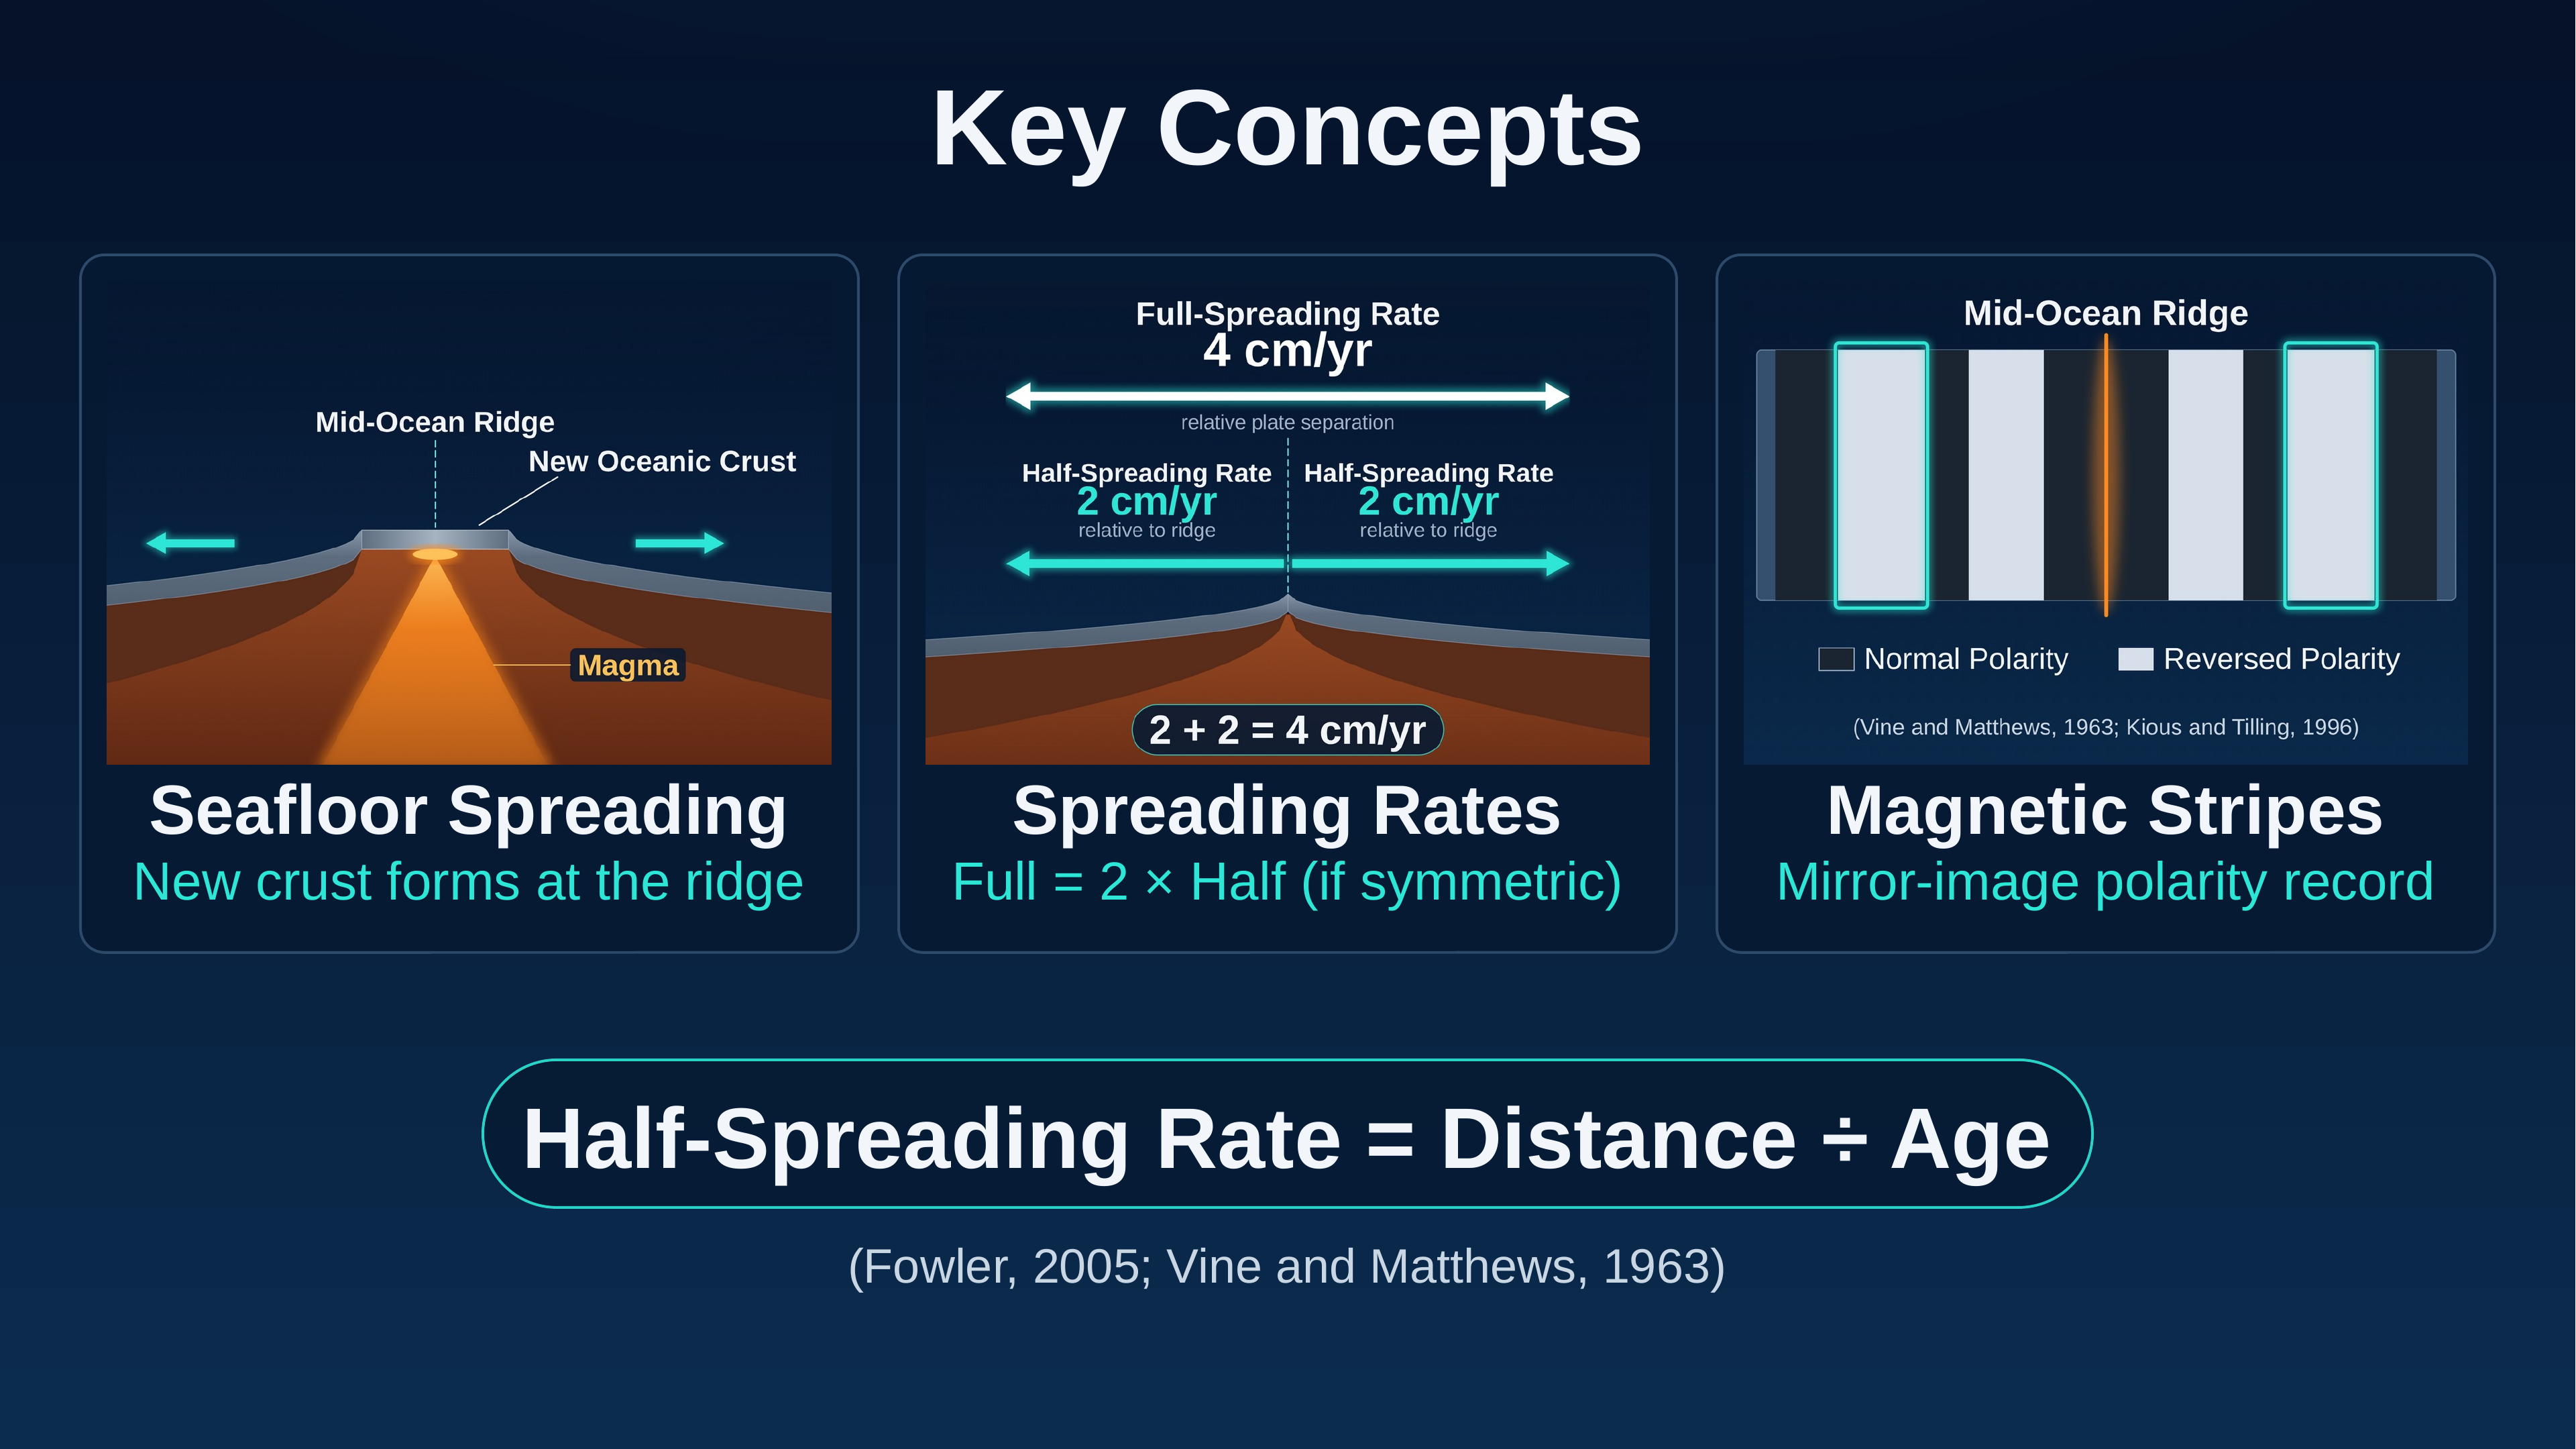 Key Concepts
Mid-Ocean Ridge
New Oceanic Crust
Magma
Seafloor Spreading
New crust forms at the ridge
Full-Spreading Rate
4 cm/yr
relative plate separation
Half-Spreading Rate
2 cm/yr
relative to ridge
Half-Spreading Rate
2 cm/yr
relative to ridge
2 + 2 = 4 cm/yr
Spreading Rates
Full = 2 × Half (if symmetric)
Mid-Ocean Ridge
Normal Polarity
Reversed Polarity
(Vine and Matthews, 1963; Kious and Tilling, 1996)
Magnetic Stripes
Mirror-image polarity record
Half-Spreading Rate = Distance ÷ Age
(Fowler, 2005; Vine and Matthews, 1963)